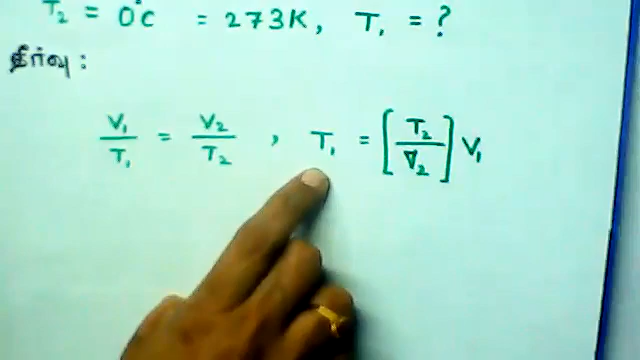 T₂ = 0°C = 273K, T₁ = ?
தீர்வு :
V₁/T₁ = V₂/T₂ , T₁ = [T₂/V₂] V₁